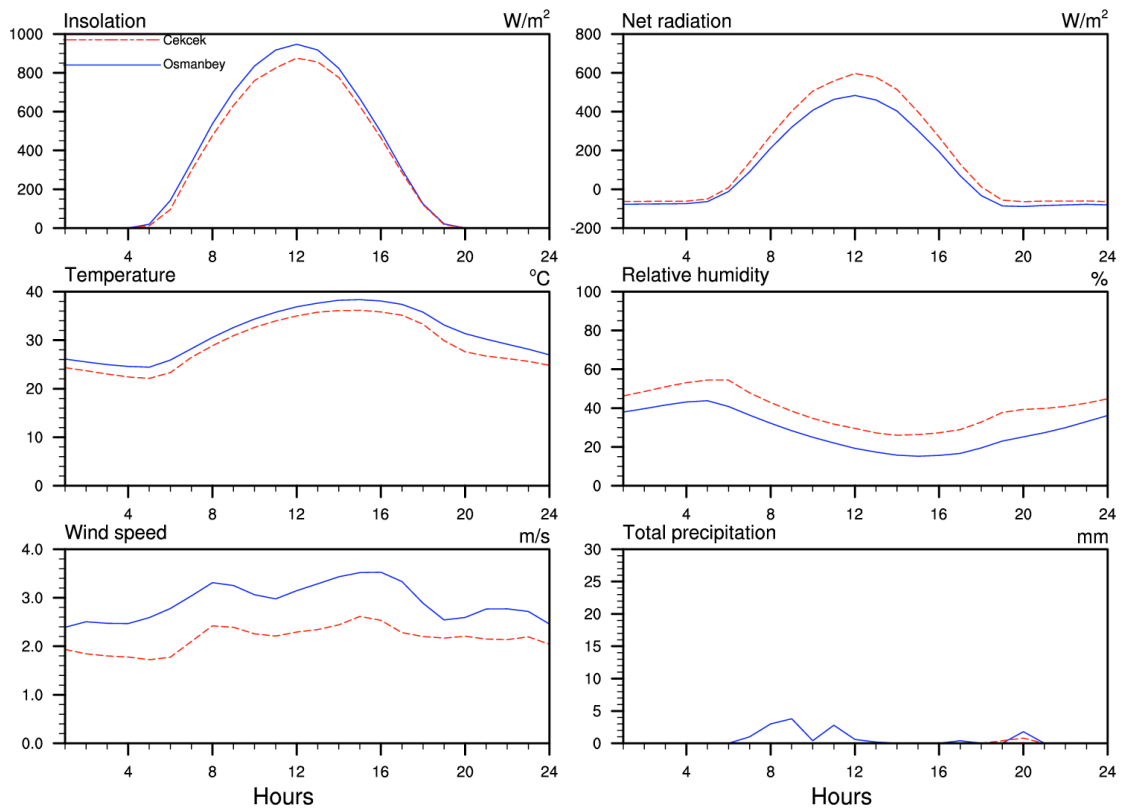 Insolation W/m²
1000
800
600
400
200
0
Cekcek
Osmanbey
4 8 12 16 20 24
Net radiation W/m²
800
600
400
200
0
-200
4 8 12 16 20 24
Temperature °C
40
30
20
10
0
4 8 12 16 20 24
Relative humidity %
100
80
60
40
20
0
4 8 12 16 20 24
Wind speed m/s
4.0
3.0
2.0
1.0
0.0
4 8 12 16 20 24
Hours
Total precipitation mm
30
25
20
15
10
5
0
4 8 12 16 20 24
Hours